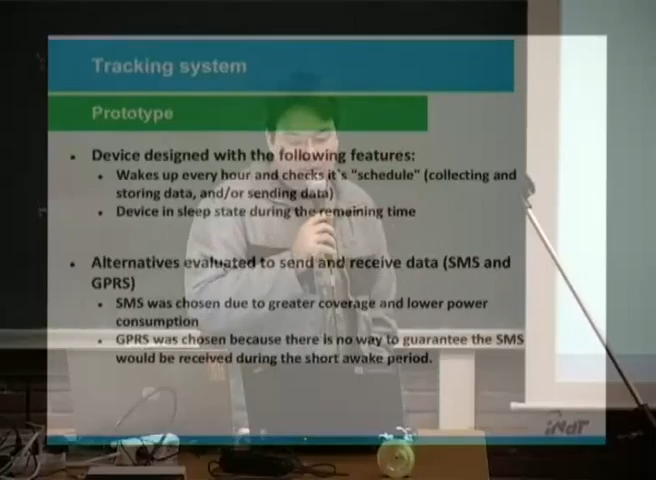 Tracking system
Prototype
• Device designed with the following features:
• Wakes up every hour and checks it`s "schedule" (collecting and
storing data, and/or sending data)
• Device in sleep state during the remaining time
• Alternatives evaluated to send and receive data (SMS and
GPRS)
• SMS was chosen due to greater coverage and lower power
consumption
• GPRS was chosen because there is no way to guarantee the SMS
would be received during the short awake period.
iNdT